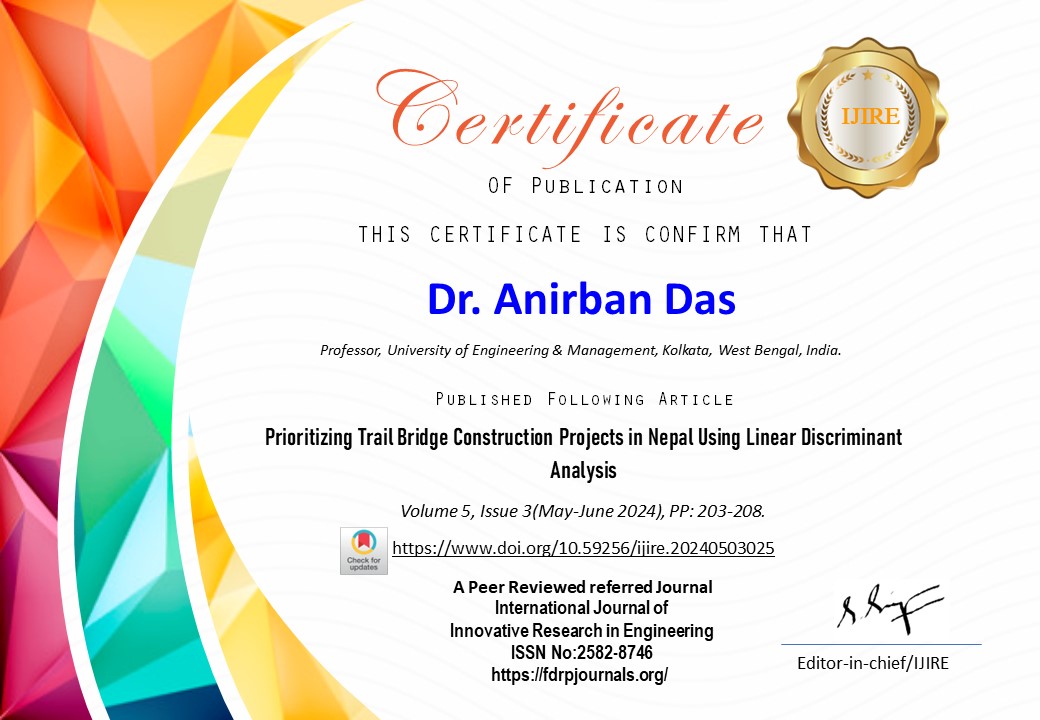 Certificate
IJIRE
OF PUBLICATION
THIS CERTIFICATE IS CONFIRM THAT
Dr. Anirban Das
Professor, University of Engineering & Management, Kolkata, West Bengal, India.
PUBLISHED FOLLOWING ARTICLE
Prioritizing Trail Bridge Construction Projects in Nepal Using Linear Discriminant
Analysis
Volume 5, Issue 3(May-June 2024), PP: 203-208.
Check for
updates
https://www.doi.org/10.59256/ijire.20240503025
A Peer Reviewed referred Journal
International Journal of
Innovative Research in Engineering
ISSN No:2582-8746
https://fdrpjournals.org/
Editor-in-chief/IJIRE